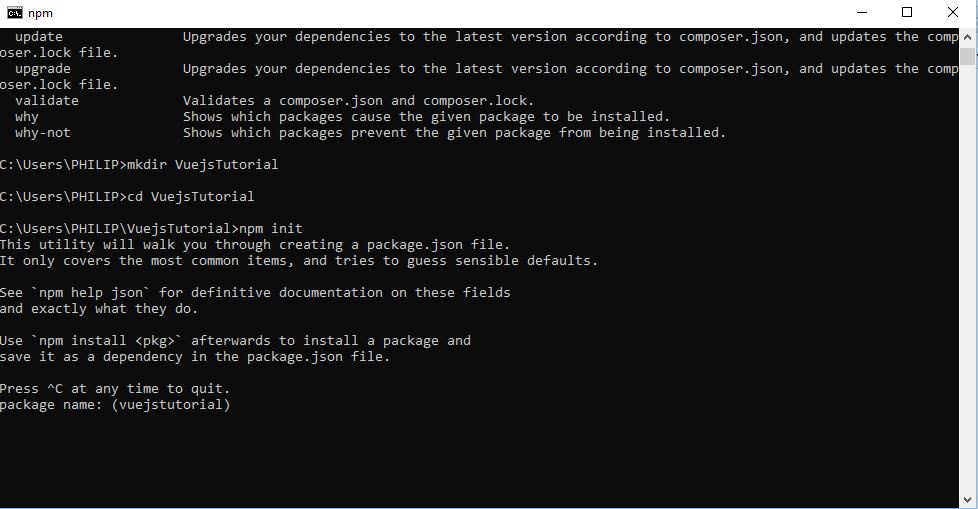 npm
update Upgrades your dependencies to the latest version according to composer.json, and updates the comp
oser.lock file.
upgrade Upgrades your dependencies to the latest version according to composer.json, and updates the comp
oser.lock file.
validate Validates a composer.json and composer.lock.
why Shows which packages cause the given package to be installed.
why-not Shows which packages prevent the given package from being installed.
C:\Users\PHILIP>mkdir VuejsTutorial
C:\Users\PHILIP>cd VuejsTutorial
C:\Users\PHILIP\VuejsTutorial>npm init
This utility will walk you through creating a package.json file.
It only covers the most common items, and tries to guess sensible defaults.
See `npm help json` for definitive documentation on these fields
and exactly what they do.
Use `npm install <pkg>` afterwards to install a package and
save it as a dependency in the package.json file.
Press ^C at any time to quit.
package name: (vuejstutorial)